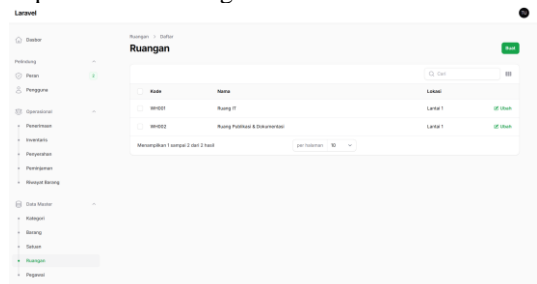 Laravel
Dasbor
Pelindung
Peran
Pengguna
Operasional
Penerimaan
Inventaris
Penyerahan
Peminjaman
Riwayat Barang
Data Master
Kategori
Barang
Satuan
Ruangan
Pegawai
Ruangan > Daftar
Ruangan
Buat
Cari
Kode Nama Lokasi
WH001 Ruang IT Lantai 1 Ubah
WH002 Ruang Publikasi & Dokumentasi Lantai 1 Ubah
Menampilkan 1 sampai 2 dari 2 hasil per halaman 10